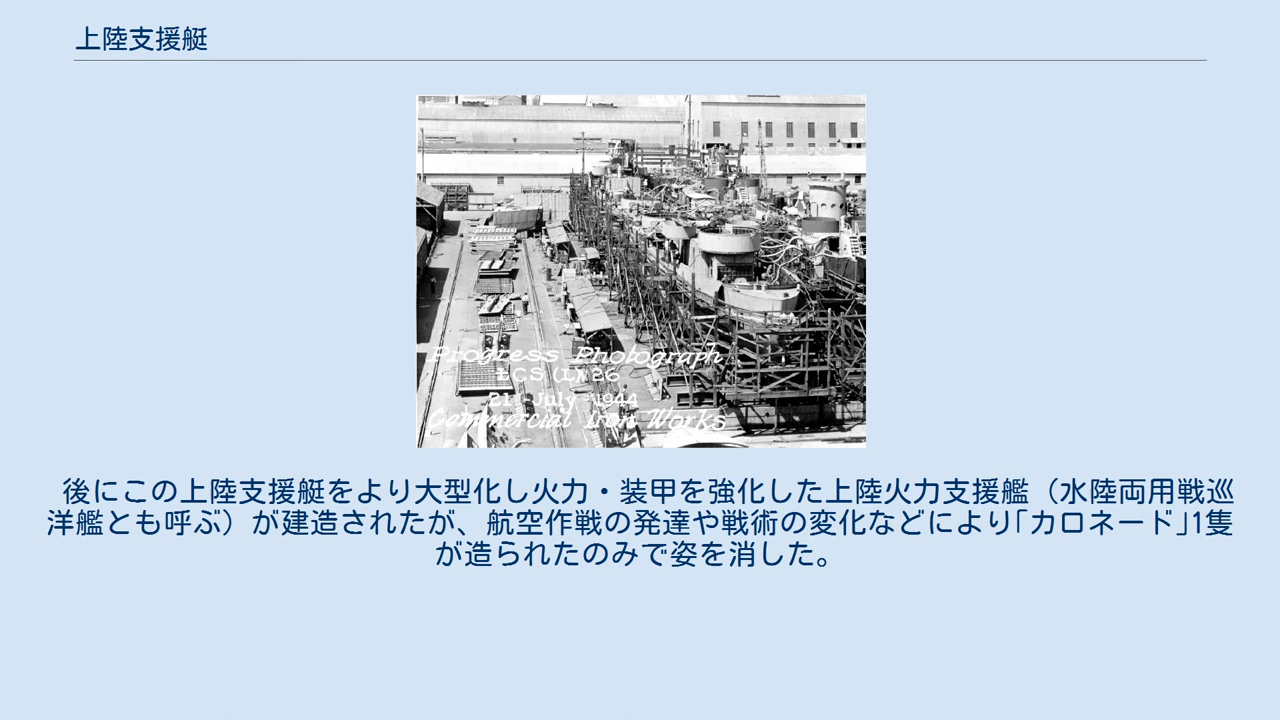 上陸支援艇
Progress Photograph
LCS (L) 26
21 July - 1944
Commercial Iron Works
後にこの上陸支援艇をより大型化し火力・装甲を強化した上陸火力支援艦（水陸両用戦巡
洋艦とも呼ぶ）が建造されたが、航空作戦の発達や戦術の変化などにより｢カロネード｣1隻
が造られたのみで姿を消した。